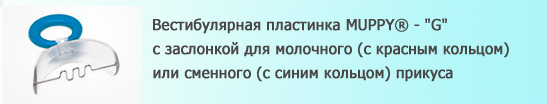 Вестибулярная пластинка MUPPY® - "G"
с заслонкой для молочного (с красным кольцом)
или сменного (с синим кольцом) прикуса